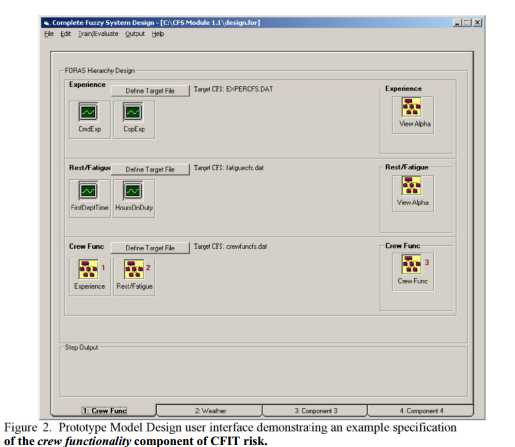 Complete Fuzzy System Design - [C:\CFS Module 1.1\design.for]
File Edit Train/Evaluate Output Help
FORAS Hierarchy Design
Experience
Define Target File
Target CFS: EXPERCFS.DAT
Experience
CmdExp
CopExp
View Alpha
Rest/Fatigue
Define Target File
Target CFS: fatiguecfs.dat
Rest/Fatigue
FirstDeptTime
HoursOnDuty
View Alpha
Crew Func
Define Target File
Target CFS: crewfuncfs.dat
Crew Func
1
2
3
Experience
Rest/Fatigue
Crew Func
Step Output
1: Crew Func
2: Weather
3: Component 3
4: Component 4
Figure 2. Prototype Model Design user interface demonstrating an example specification
of the crew functionality component of CFIT risk.